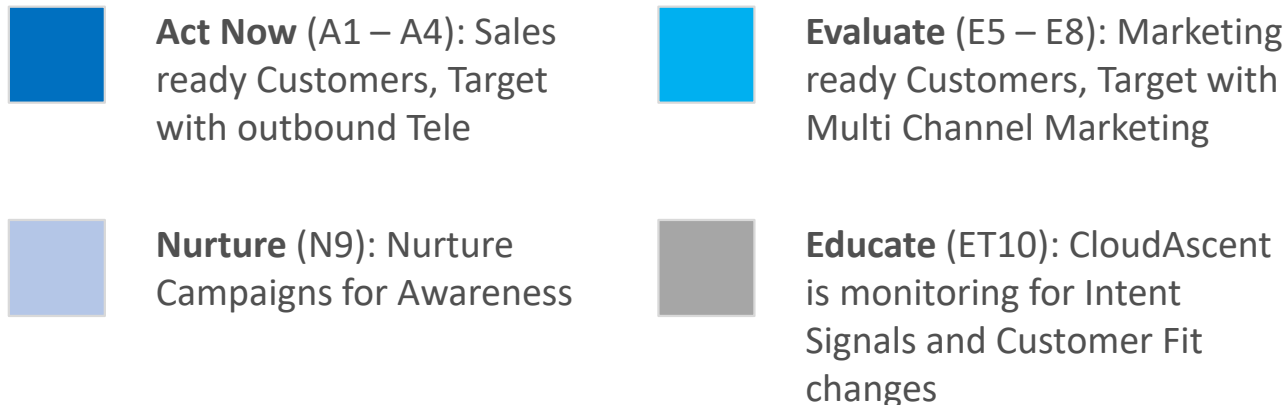 Act Now (A1 – A4): Sales
ready Customers, Target
with outbound Tele
Evaluate (E5 – E8): Marketing
ready Customers, Target with
Multi Channel Marketing
Nurture (N9): Nurture
Campaigns for Awareness
Educate (ET10): CloudAscent
is monitoring for Intent
Signals and Customer Fit
changes